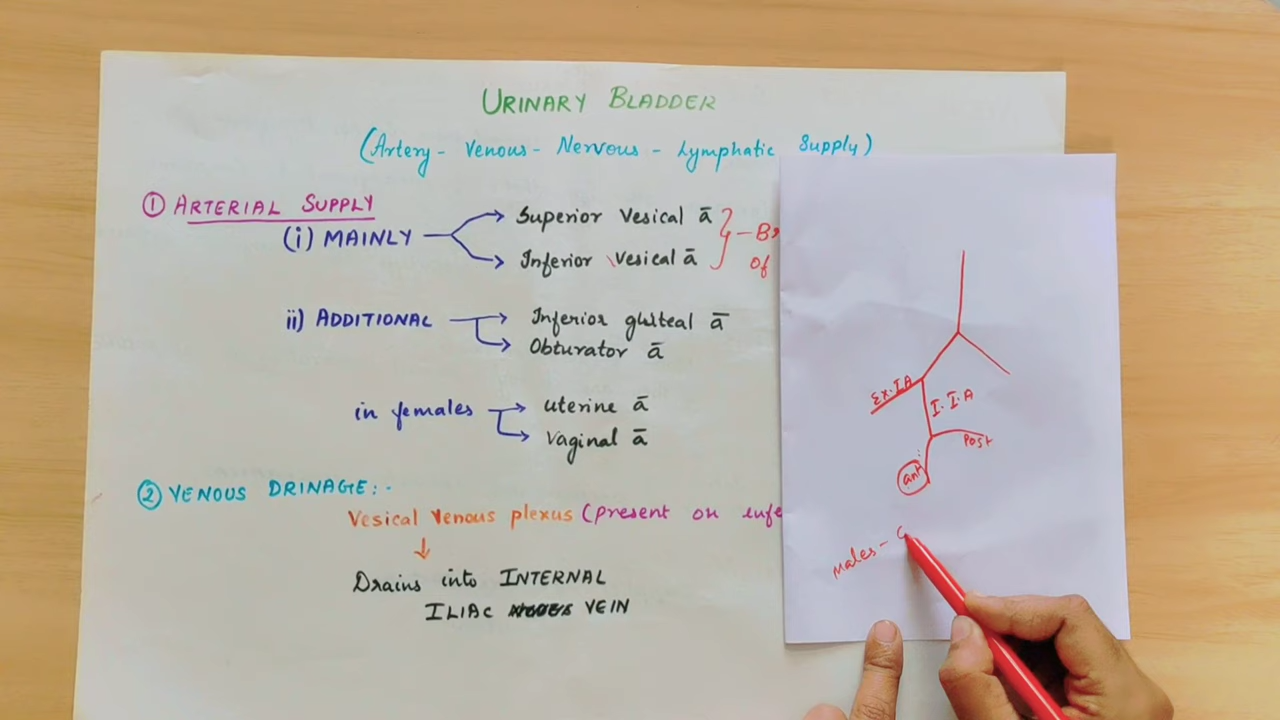 URINARY BLADDER
(Artery - Venous - Nervous - Lymphatic Supply)
① ARTERIAL SUPPLY
(i) MAINLY
Superior Vesical ā
Inferior Vesical ā
} - B
of
ii) ADDITIONAL
Inferior gluteal ā
Obturator ā
in females
uterine ā
vaginal ā
② VENOUS DRINAGE:-
Vesical Venous plexus (present on infe
↓
Drains into INTERNAL
ILIAC VEIN
Ex. I.A
I. I. A
Post
ant
Males -